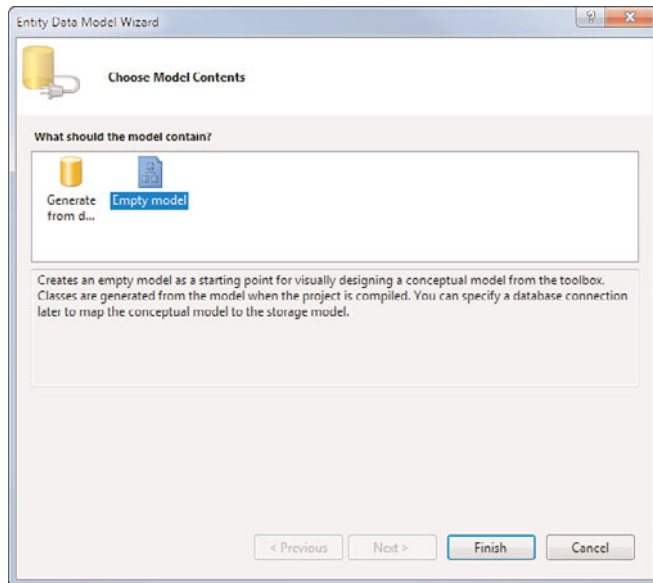 Entity Data Model Wizard
Choose Model Contents
What should the model contain?
Generate
from d...
Empty model
Creates an empty model as a starting point for visually designing a conceptual model from the toolbox.
Classes are generated from the model when the project is compiled. You can specify a database connection
later to map the conceptual model to the storage model.
< Previous
Next >
Finish
Cancel